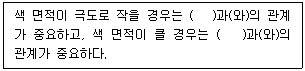 색 면적이 극도로 작을 경우는 (   )과(와)의 관계
가 중요하고, 색 면적이 클 경우는 (   )과(와)의
관계가 중요하다.